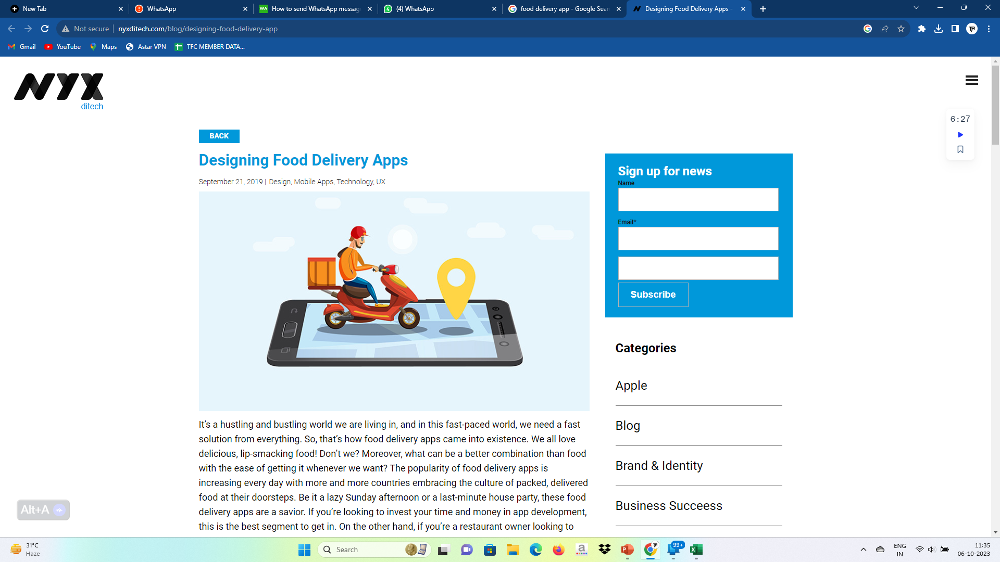 New Tab
WhatsApp
How to send WhatsApp messag
(4) WhatsApp
food delivery app - Google Sear
Designing Food Delivery Apps -
Not secure
nyxditech.com/blog/designing-food-delivery-app
Gmail
YouTube
Maps
Astar VPN
TFC MEMBER DATA...
NYX
ditech
6:27
BACK
Designing Food Delivery Apps
September 21, 2019 | Design, Mobile Apps, Technology, UX
Sign up for news
Name
Email*
Subscribe
Categories
Apple
Blog
Brand & Identity
Business Succeess
It’s a hustling and bustling world we are living in, and in this fast-paced world, we need a fast
solution from everything. So, that’s how food delivery apps came into existence. We all love
delicious, lip-smacking food! Don’t we? Moreover, what can be a better combination than food
with the ease of getting it whenever we want? The popularity of food delivery apps is
increasing every day with more and more countries embracing the culture of packed, delivered
food at their doorsteps. Be it a lazy Sunday afternoon or a last-minute house party, these food
delivery apps are a savior. If you’re looking to invest your time and money in app development,
this is the best segment to get in. On the other hand, if you’re a restaurant owner looking to
Alt+A
31°C
Haze
Search
99+
ENG
IN
11:35
06-10-2023